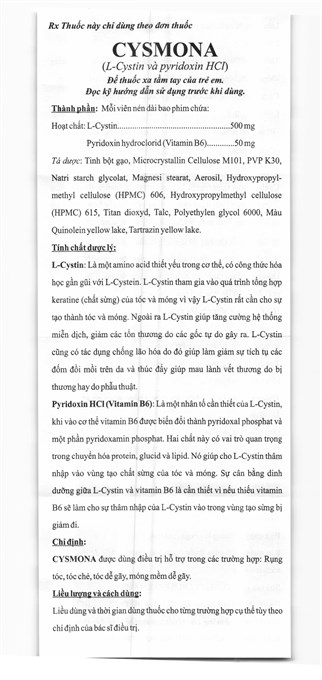 Rx Thuốc này chỉ dùng theo đơn thuốc
CYSMONA
(L-Cystin và pyridoxin HCl)
Để thuốc xa tầm tay của trẻ em.
Đọc kỹ hướng dẫn sử dụng trước khi dùng.
Thành phần: Mỗi viên nén dài bao phim chứa:
Hoạt chất: L-Cystin.....................................500mg
Pyridoxin hydroclorid (Vitamin B6)..............50mg
Tá dược: Tinh bột gạo, Microcrystallin Cellulose M101, PVP K30,
Natri starch glycolat, Magnesi stearat, Aerosil, Hydroxypropyl-
methyl cellulose (HPMC) 606, Hydroxypropylmethyl cellulose
(HPMC) 615, Titan dioxyd, Talc, Polyethylen glycol 6000, Màu
Quinolein yellow lake, Tartrazin yellow lake.
Tính chất dược lý:
L-Cystin: Là một amino acid thiết yếu trong cơ thể, có công thức hóa
học gần gũi với L-Cystein. L-Cystin tham gia vào quá trình tổng hợp
keratine (chất sừng) của tóc và móng vì vậy L-Cystin rất cần cho sự
tạo thành tóc và móng. Ngoài ra L-Cystin giúp tăng cường hệ thống
miễn dịch, giảm các tổn thương do các gốc tự do gây ra. L-Cystin
cũng có tác dụng chống lão hóa do đó giúp làm giảm sự tích tụ các
đốm đồi mồi trên da và thúc đẩy giúp mau lành vết thương do bị
thương hay do phẫu thuật.
Pyridoxin HCl (Vitamin B6): Là một nhân tố cần thiết của L-Cystin,
khi vào cơ thể vitamin B6 được biến đổi thành pyridoxal phosphat và
một phần pyridoxamin phosphat. Hai chất này có vai trò quan trọng
trong chuyển hóa protein, glucid và lipid. Nó giúp cho L-Cystin thâm
nhập vào vùng tạo chất sừng của tóc và móng. Sự cân bằng dinh
dưỡng giữa L-Cystin và vitamin B6 là cần thiết vì nếu thiếu vitamin
B6 sẽ làm cho sự thâm nhập của L-Cystin vào trong vùng tạo sừng bị
giảm đi.
Chỉ định:
CYSMONA được dùng điều trị hỗ trợ trong các trường hợp: Rụng
tóc, tóc chẻ, tóc dễ gãy, móng mềm dễ gãy.
Liều lượng và cách dùng:
Liều dùng và thời gian dùng thuốc cho từng trường hợp cụ thể tùy theo
chỉ định của bác sĩ điều trị.